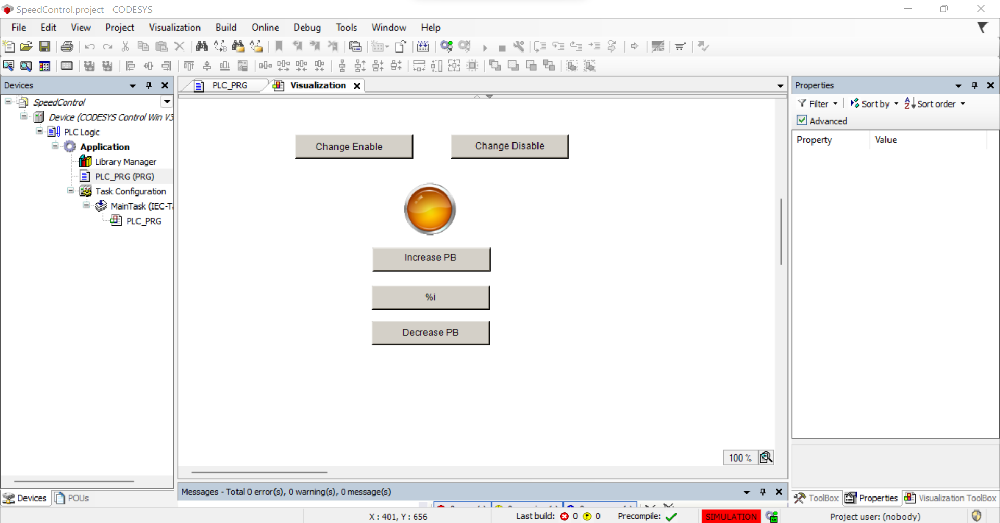 SpeedControl.project - CODESYS
File Edit View Project Visualization Build Online Debug Tools Window Help
Devices
SpeedControl
Device (CODESYS Control Win V3
PLC Logic
Application
Library Manager
PLC_PRG (PRG)
Task Configuration
MainTask (IEC-Ta
PLC_PRG
Devices POUs
PLC_PRG Visualization
Change Enable Change Disable
Increase PB
%i
Decrease PB
100 %
Messages - Total 0 error(s), 0 warning(s), 0 message(s)
Properties
Filter Sort by Sort order
Advanced
Property Value
ToolBox Properties Visualization ToolBox
X : 401, Y : 656 Last build: 0 0 Precompile: SIMULATION Project user: (nobody)